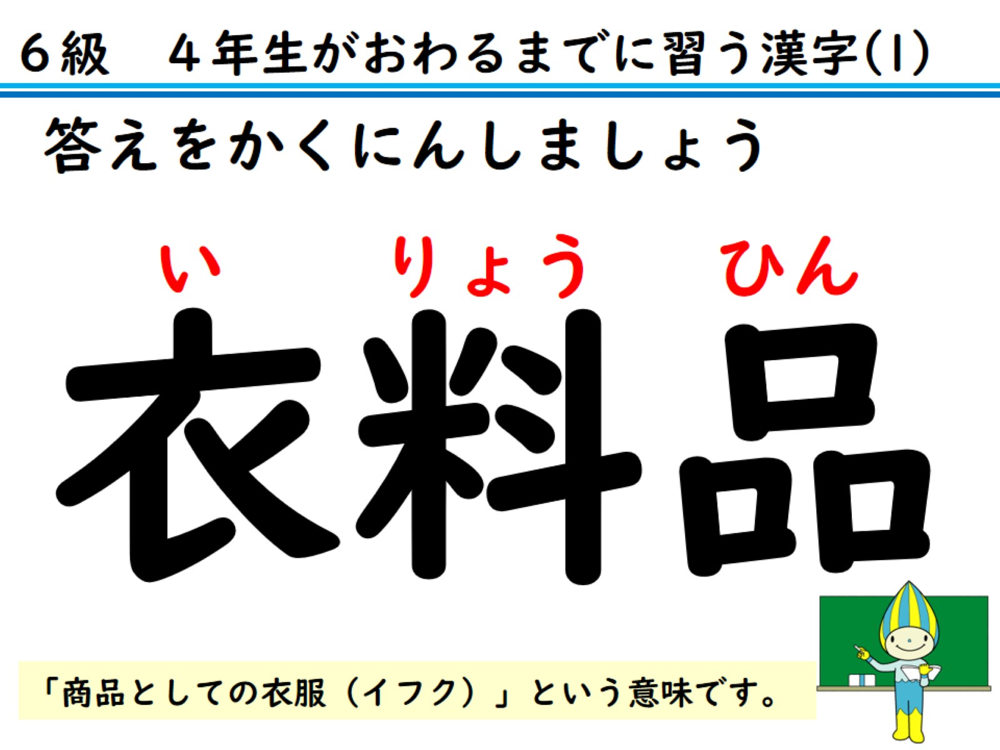 ６級　４年生がおわるまでに習う漢字(1)
答えをかくにんしましょう
い りょう ひん
衣料品
「商品としての衣服（イフク）」という意味です。